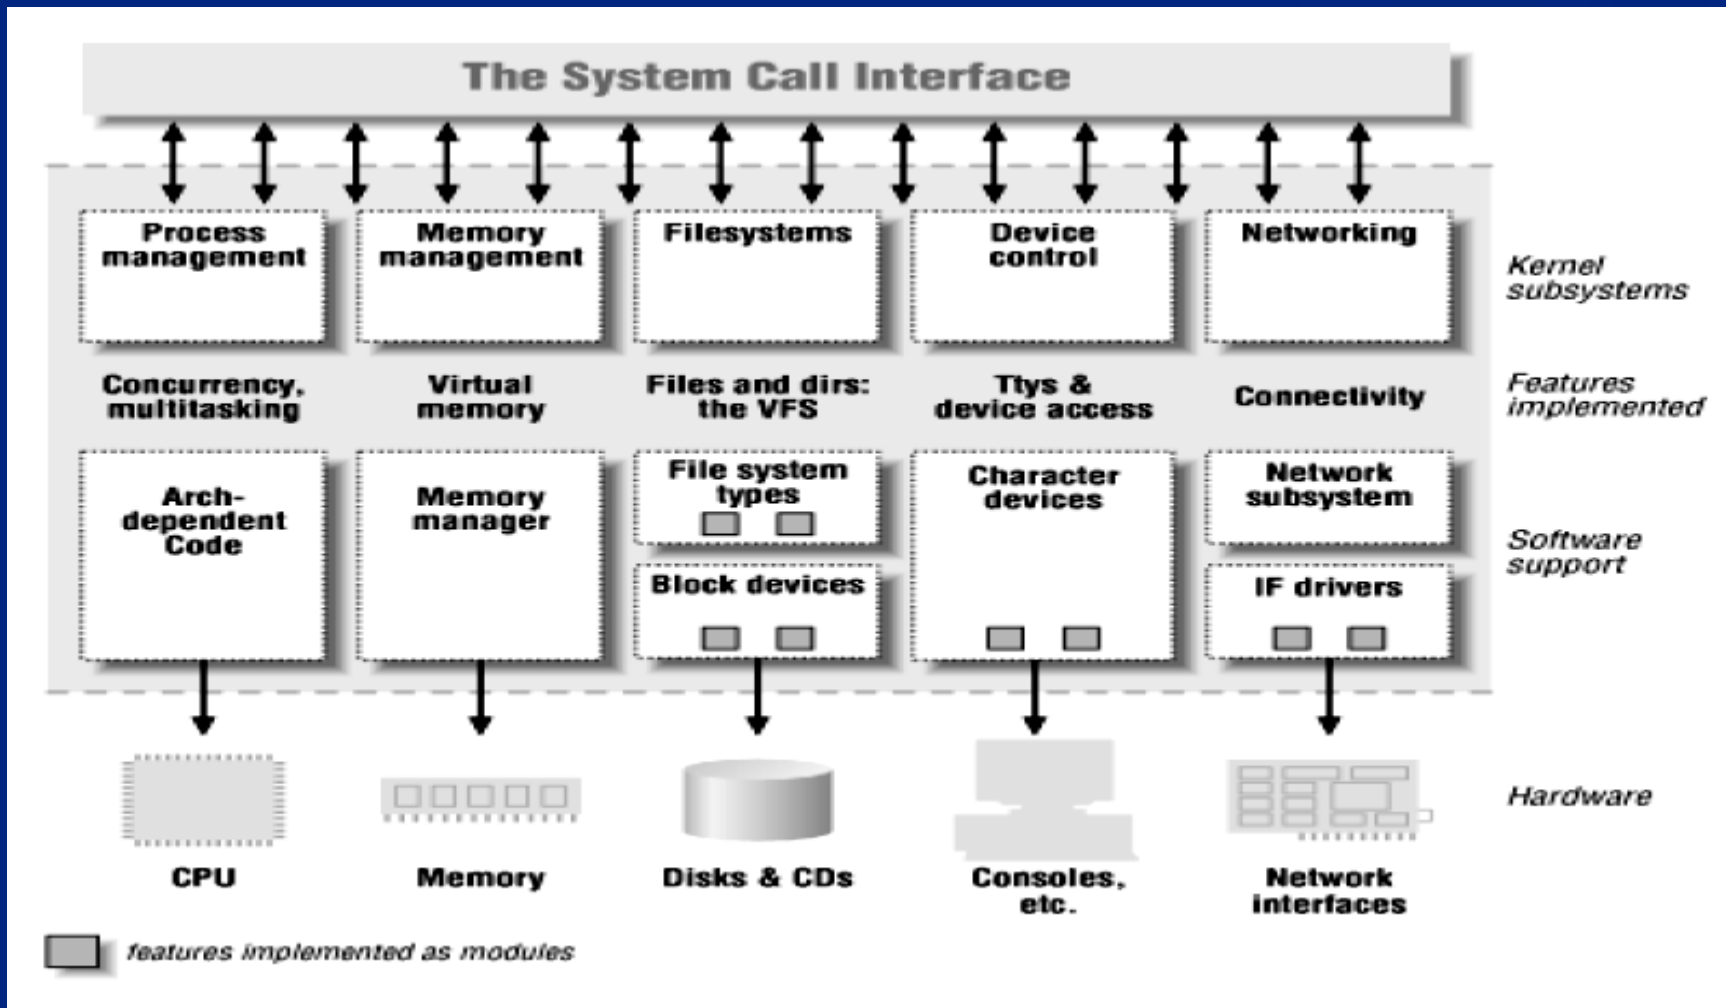 The System Call Interface
Process
management
Memory
management
Filesystems
Device
control
Networking
Kernel
subsystems
Concurrency,
multitasking
Virtual
memory
Files and dirs:
the VFS
Ttys &
device access
Connectivity
Features
implemented
Arch-
dependent
Code
Memory
manager
File system
types
Block devices
Character
devices
Network
subsystem
IF drivers
Software
support
CPU
Memory
Disks & CDs
Consoles,
etc.
Network
interfaces
Hardware
features implemented as modules